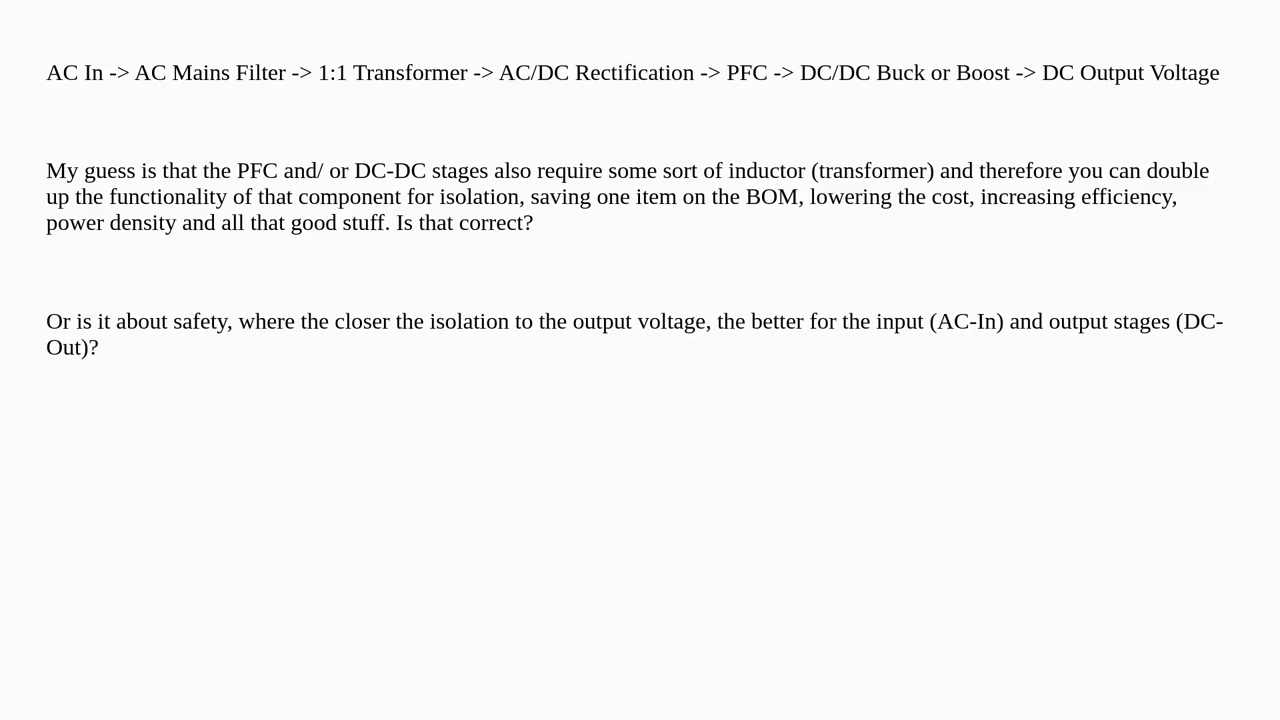 AC In -> AC Mains Filter -> 1:1 Transformer -> AC/DC Rectification -> PFC -> DC/DC Buck or Boost -> DC Output Voltage
My guess is that the PFC and/ or DC-DC stages also require some sort of inductor (transformer) and therefore you can double
up the functionality of that component for isolation, saving one item on the BOM, lowering the cost, increasing efficiency,
power density and all that good stuff. Is that correct?
Or is it about safety, where the closer the isolation to the output voltage, the better for the input (AC-In) and output stages (DC-
Out)?